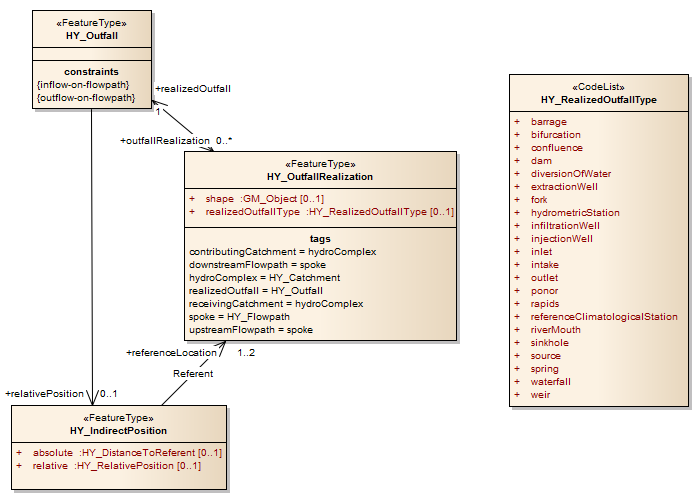 «FeatureType»
HY_Outfall
constraints
{inflow-on-flowpath}
{outflow-on-flowpath}
+realizedOutfall
1
+outfallRealization 0..*
«FeatureType»
HY_OutfallRealization
+ shape :GM_Object [0..1]
+ realizedOutfallType :HY_RealizedOutfallType [0..1]
tags
contributingCatchment = hydroComplex
downstreamFlowpath = spoke
hydroComplex = HY_Catchment
realizedOutfall = HY_Outfall
receivingCatchment = hydroComplex
spoke = HY_Flowpath
upstreamFlowpath = spoke
+referenceLocation 1..2
Referent
+relativePosition 0..1
«FeatureType»
HY_IndirectPosition
+ absolute :HY_DistanceToReferent [0..1]
+ relative :HY_RelativePosition [0..1]
«CodeList»
HY_RealizedOutfallType
+ barrage
+ bifurcation
+ confluence
+ dam
+ diversionOfWater
+ extractionWell
+ fork
+ hydrometricStation
+ infiltrationWell
+ injectionWell
+ inlet
+ intake
+ outlet
+ ponor
+ rapids
+ referenceClimatologicalStation
+ riverMouth
+ sinkhole
+ source
+ spring
+ waterfall
+ weir